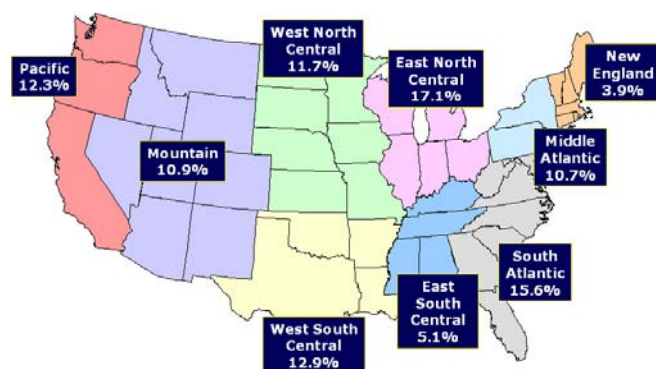 West North
Central
11.7%
New
England
3.9%
Pacific
12.3%
East North
Central
17.1%
Middle
Atlantic
10.7%
Mountain
10.9%
South
Atlantic
15.6%
East
South
Central
5.1%
West South
Central
12.9%